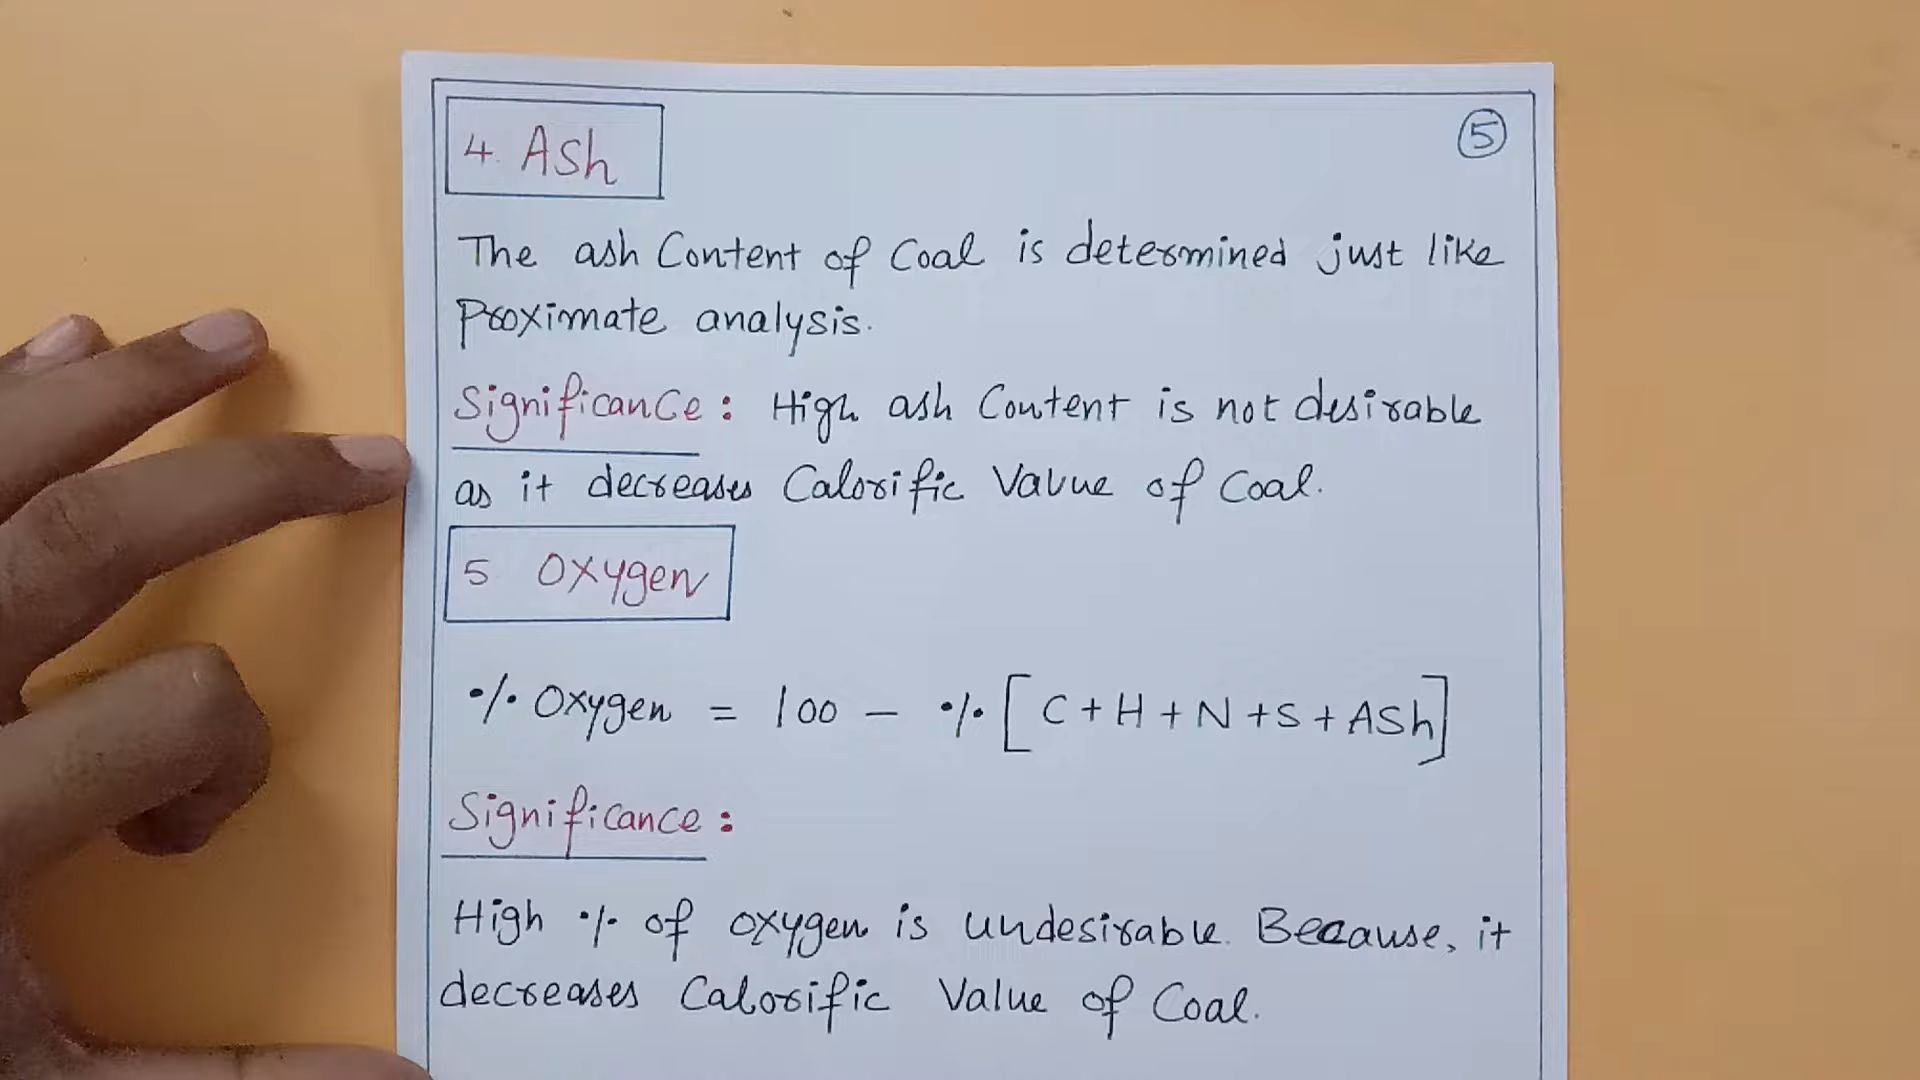 4. Ash
5
The ash Content of Coal is determined just like
Proximate analysis.
Significance: High ash Content is not desirable
as it decreases Calorific Value of Coal.
5 Oxygen
% Oxygen = 100 - % [C+H+N+S+ASh]
Significance:
High % of oxygen is undesirable. Because, it
decreases Calorific Value of Coal.